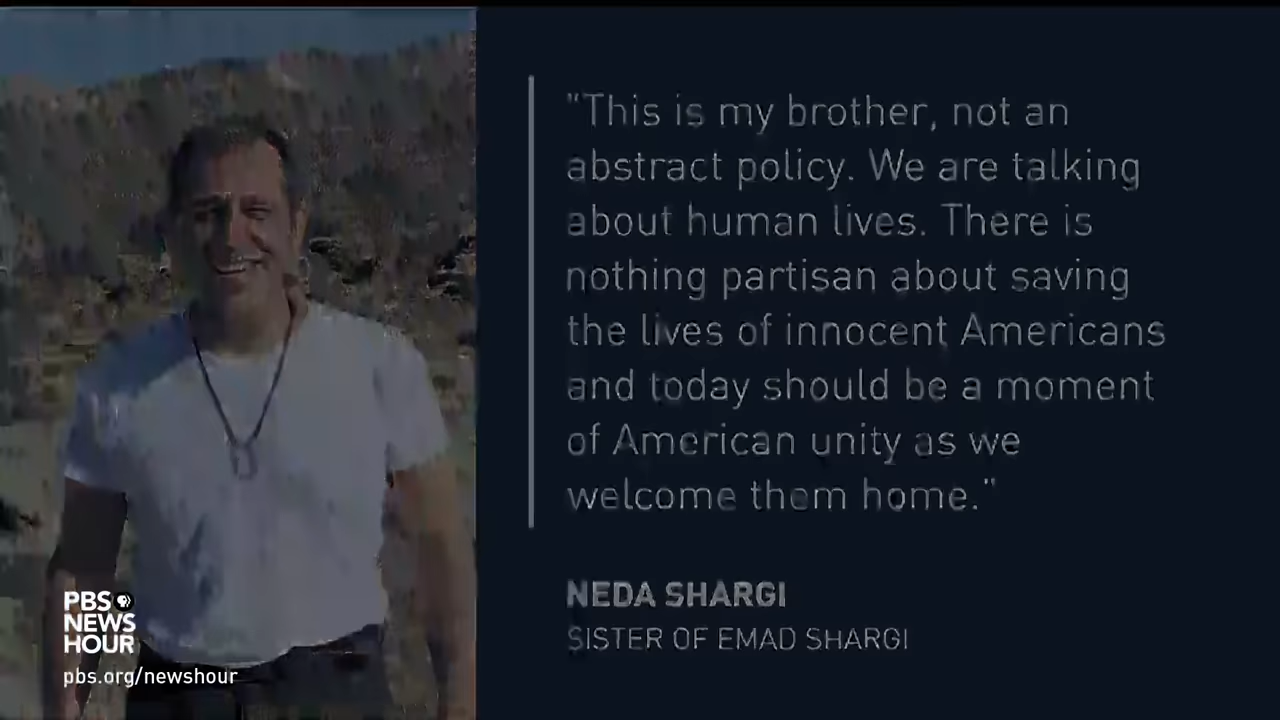 "This is my brother, not an
abstract policy. We are talking
about human lives. There is
nothing partisan about saving
the lives of innocent Americans
and today should be a moment
of American unity as we
welcome them home."
NEDA SHARGI
SISTER OF EMAD SHARGI
PBS
NEWS
HOUR
pbs.org/newshour